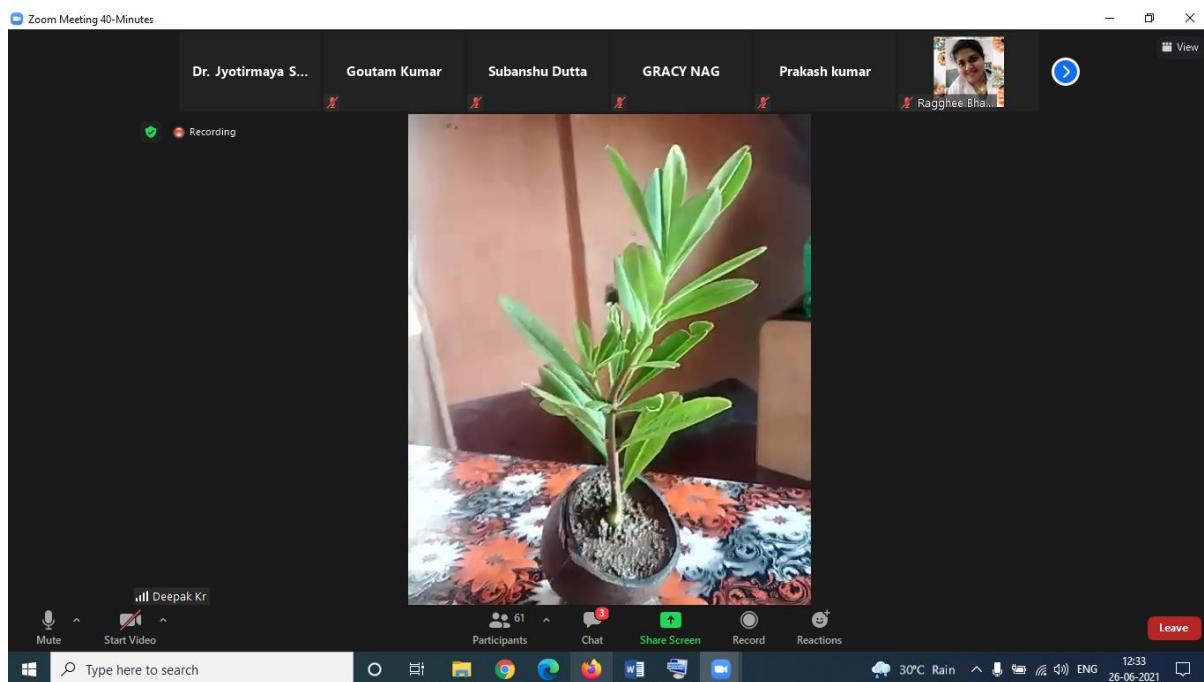 Zoom Meeting 40-Minutes
View
Dr. Jyotirmaya S...
Goutam Kumar
Subanshu Dutta
GRACY NAG
Prakash kumar
Ragghee Bha...
Recording
Deepak Kr
61
3
Mute
Start Video
Participants
Chat
Share Screen
Record
Reactions
Leave
Type here to search
30°C Rain
ENG
12:33
26-06-2021